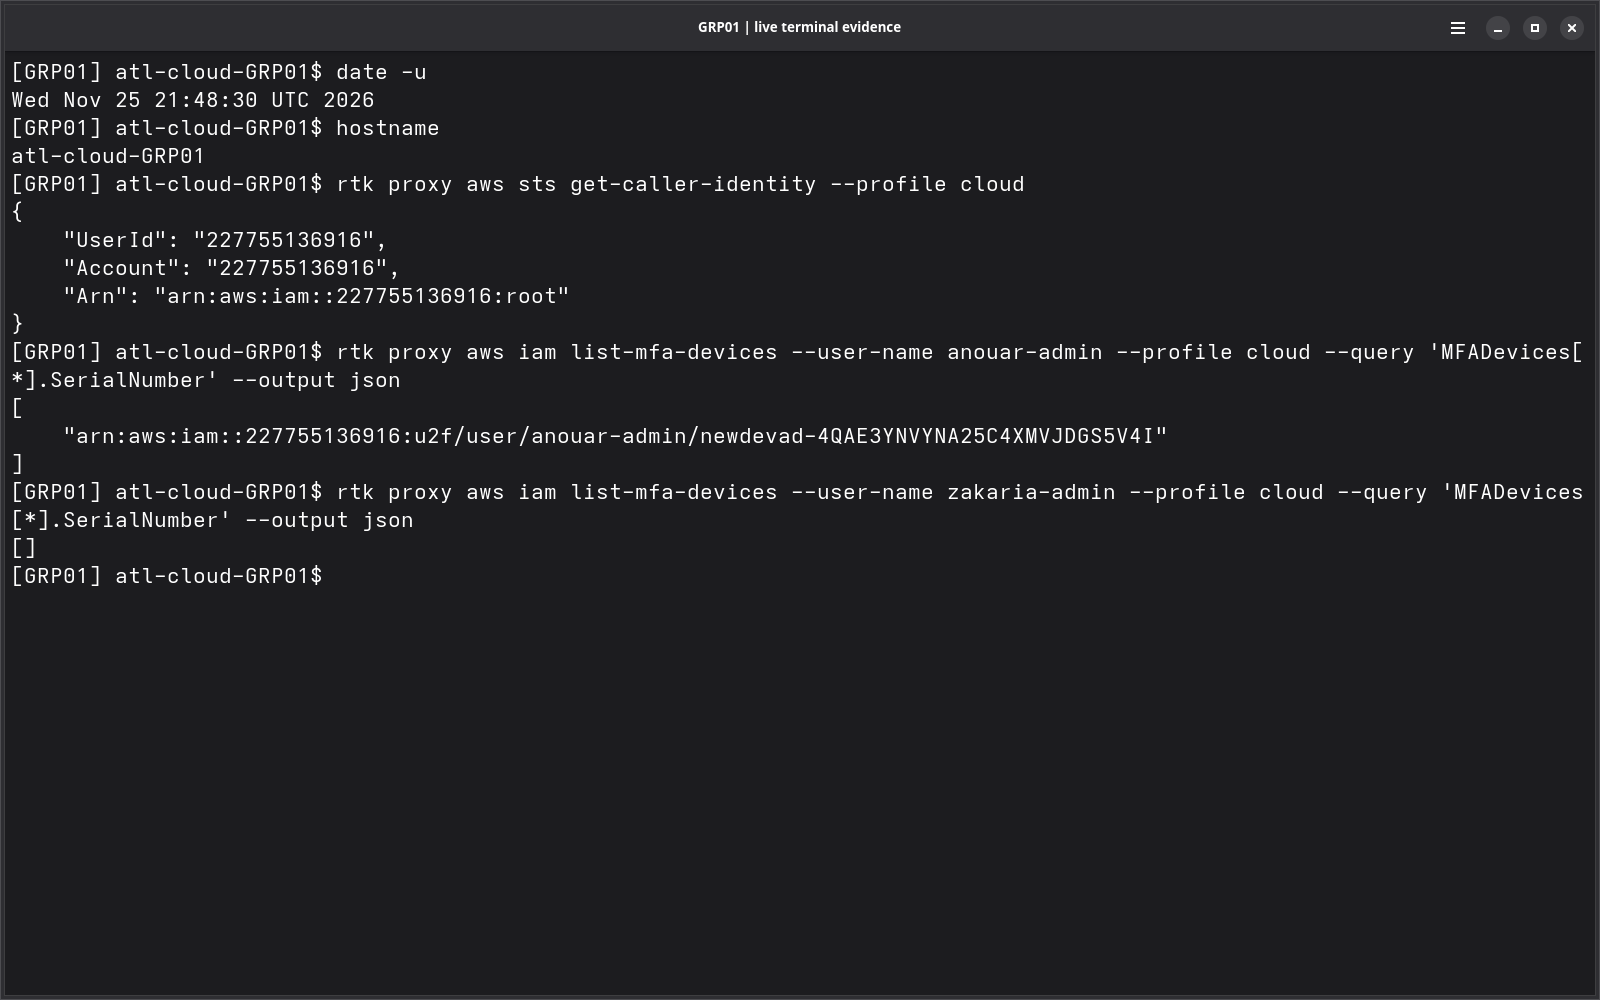 GRP01 | live terminal evidence
[GRP01] atl-cloud-GRP01$ date -u
Wed Nov 25 21:48:30 UTC 2026
[GRP01] atl-cloud-GRP01$ hostname
atl-cloud-GRP01
[GRP01] atl-cloud-GRP01$ rtk proxy aws sts get-caller-identity --profile cloud
{
    "UserId": "227755136916",
    "Account": "227755136916",
    "Arn": "arn:aws:iam::227755136916:root"
}
[GRP01] atl-cloud-GRP01$ rtk proxy aws iam list-mfa-devices --user-name anouar-admin --profile cloud --query 'MFADevices[
*].SerialNumber' --output json
[
    "arn:aws:iam::227755136916:u2f/user/anouar-admin/newdevad-4QAE3YNVYNA25C4XMVJDGS5V4I"
]
[GRP01] atl-cloud-GRP01$ rtk proxy aws iam list-mfa-devices --user-name zakaria-admin --profile cloud --query 'MFADevices
[*].SerialNumber' --output json
[]
[GRP01] atl-cloud-GRP01$